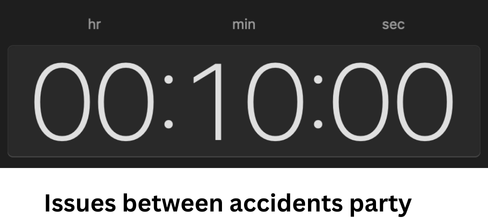 hr min sec
00:10:00
Issues between accidents party